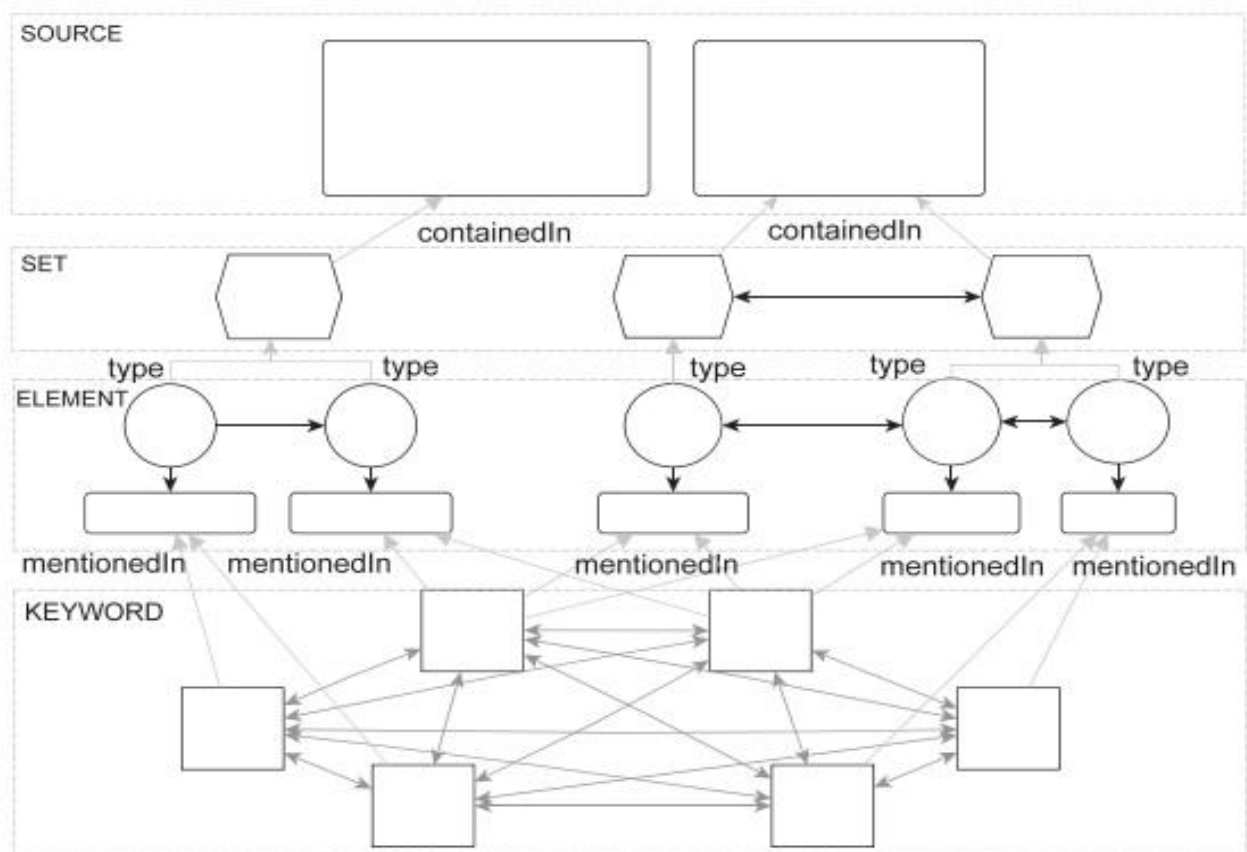 SOURCE
containedIn containedIn
SET
type type type type type
ELEMENT
mentionedIn mentionedIn mentionedIn mentionedIn mentionedIn
KEYWORD